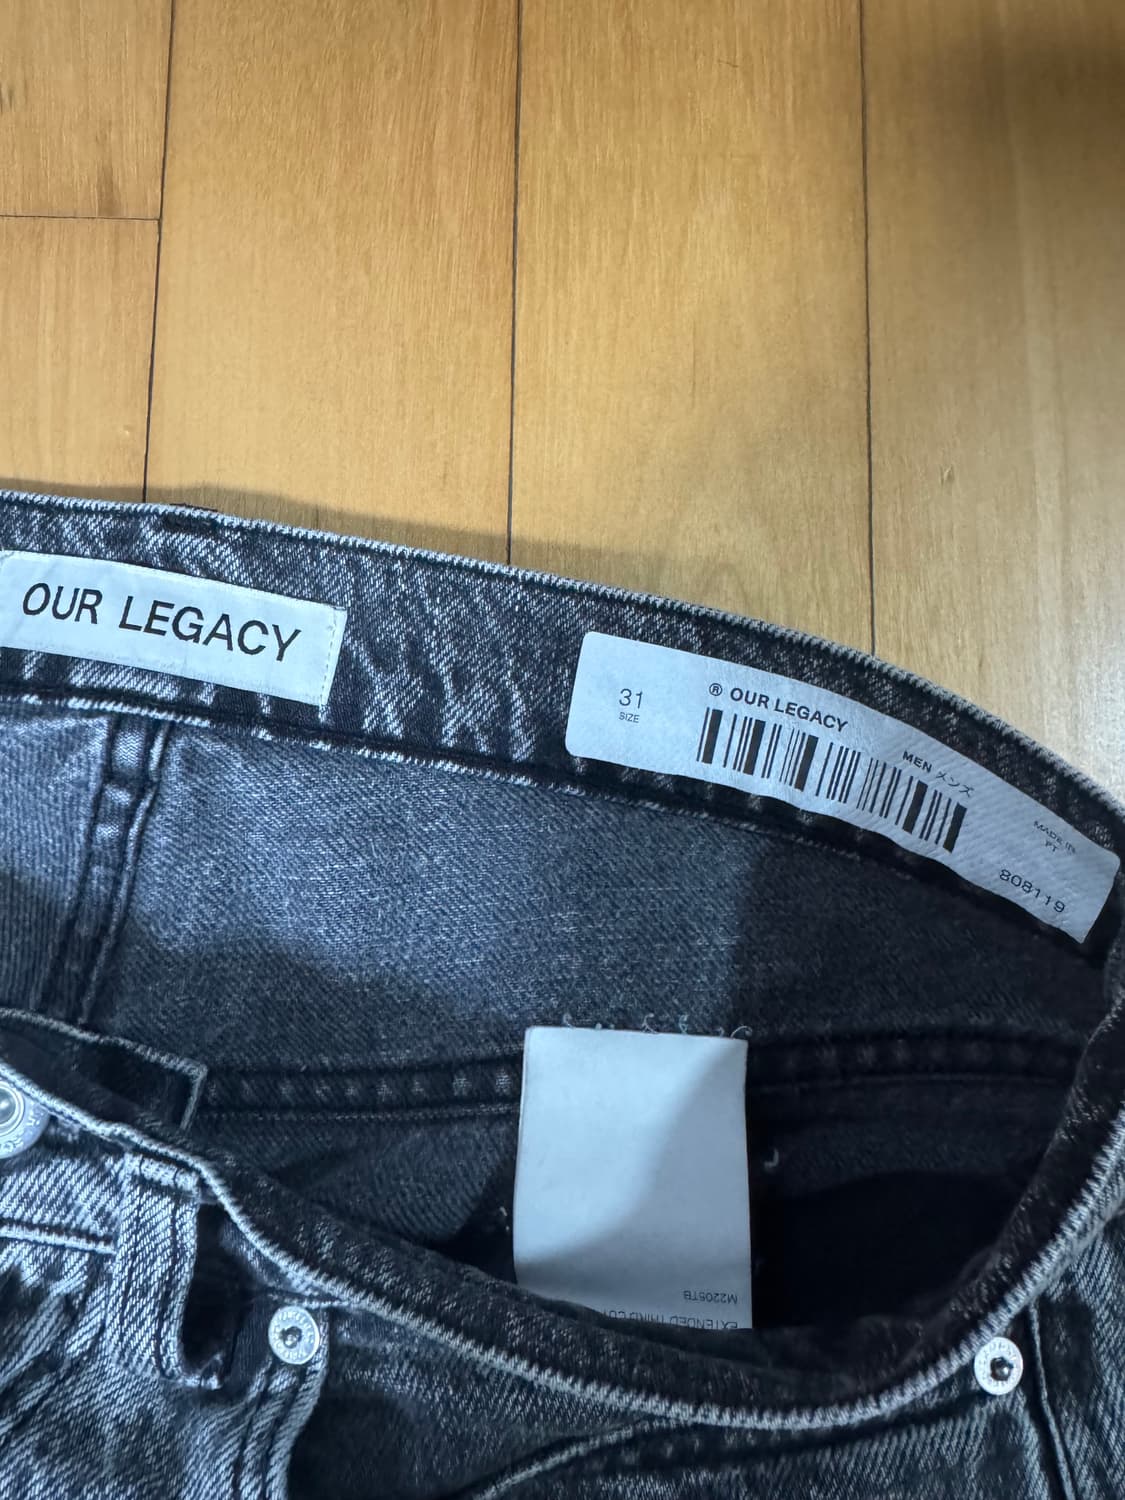 OUR LEGACY
31
SIZE
® OUR LEGACY
MEN メンズ
MADE IN
PT
808119
M2205TB
EXTENDED THIRD CUT